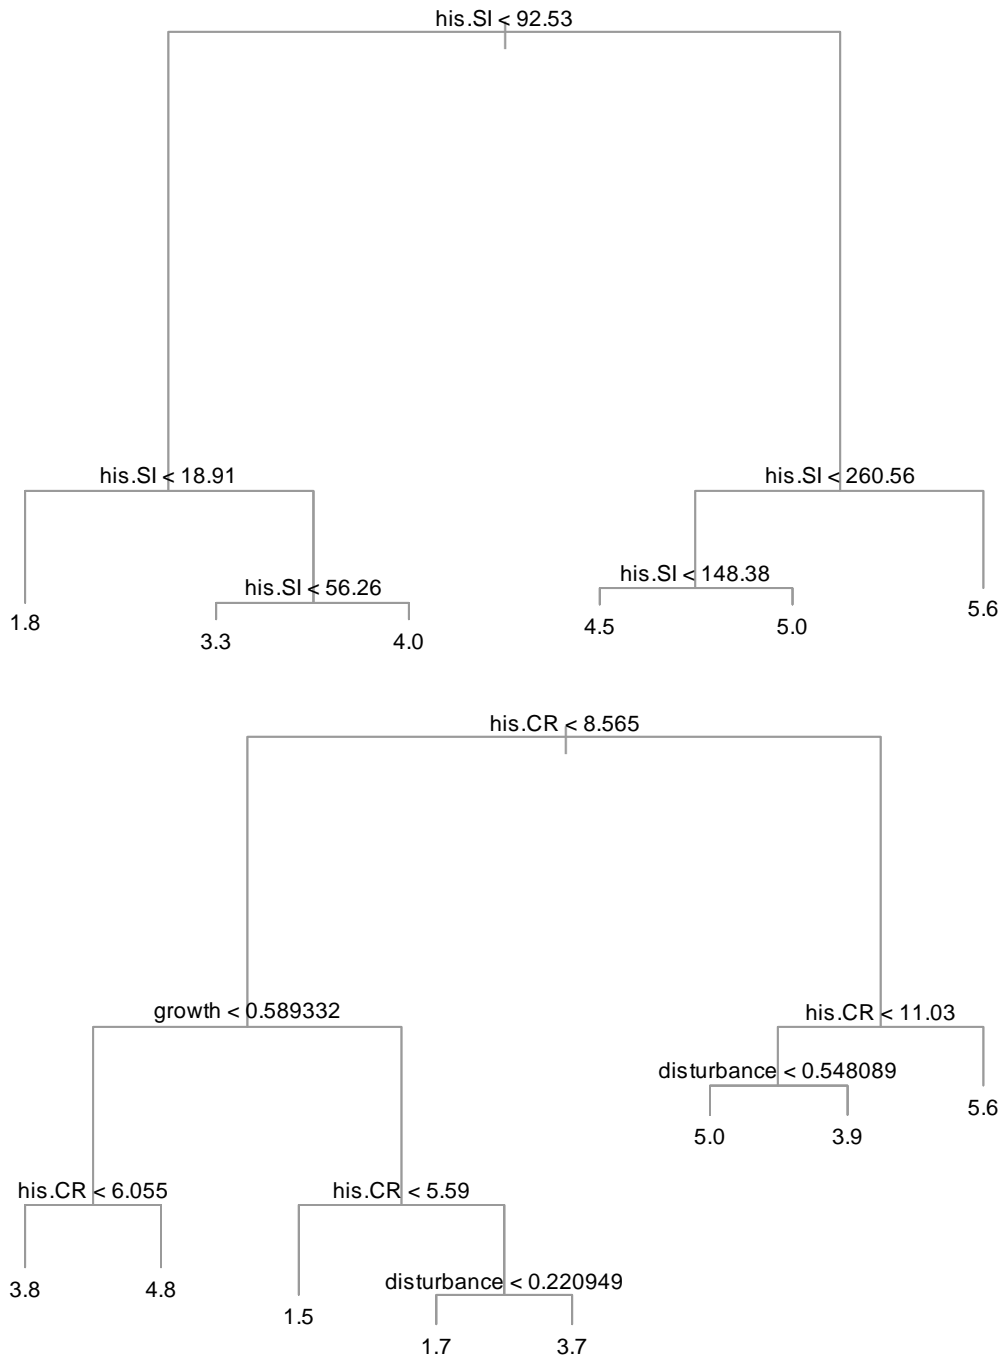 his.SI < 92.53
his.SI < 18.91
his.SI < 260.56
his.SI < 56.26
his.SI < 148.38
1.8
3.3
4.0
4.5
5.0
5.6
his.CR < 8.565
growth < 0.589332
his.CR < 11.03
disturbance < 0.548089
5.0
3.9
5.6
his.CR < 6.055
his.CR < 5.59
3.8
4.8
disturbance < 0.220949
1.5
1.7
3.7